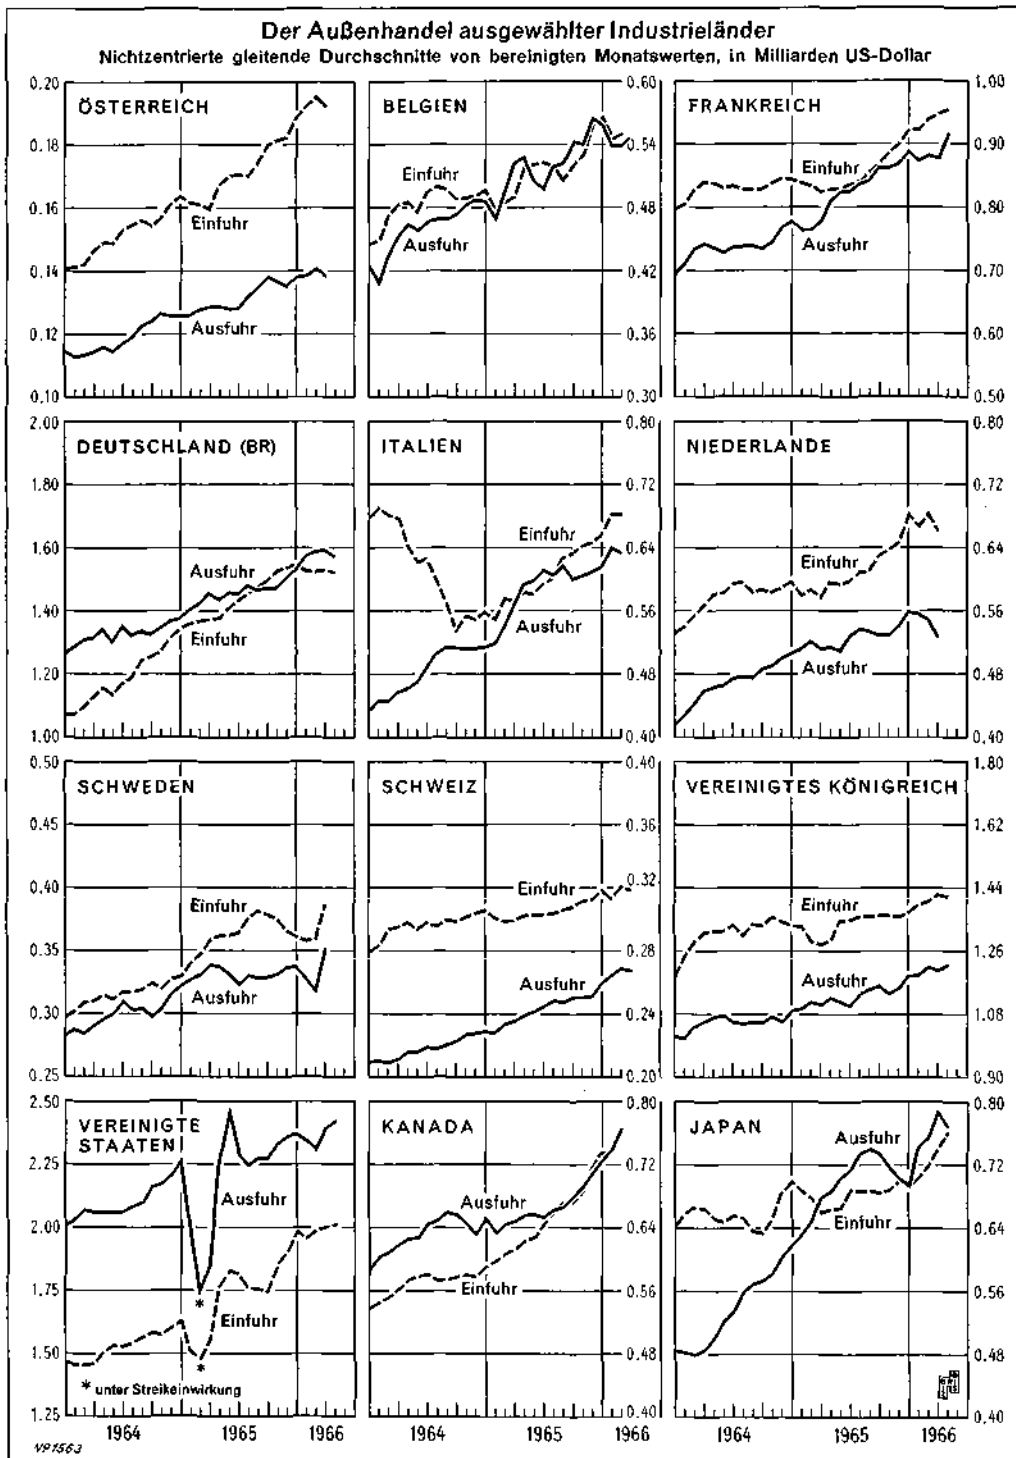 Der Außenhandel ausgewählter Industrieländer
Nichtzentrierte gleitende Durchschnitte von bereinigten Monatswerten, in Milliarden US-Dollar
ÖSTERREICH
0.20
0.18
0.16
0.14
0.12
0.10
Einfuhr
Ausfuhr
BELGIEN
0.60
0.54
0.48
0.42
0.36
0.30
Einfuhr
Ausfuhr
FRANKREICH
1.00
0.90
0.80
0.70
0.60
0.50
Einfuhr
Ausfuhr
DEUTSCHLAND (BR)
2.00
1.80
1.60
1.40
1.20
1.00
Ausfuhr
Einfuhr
ITALIEN
0.80
0.72
0.64
0.56
0.48
0.40
Einfuhr
Ausfuhr
NIEDERLANDE
0.80
0.72
0.64
0.56
0.48
0.40
Einfuhr
Ausfuhr
SCHWEDEN
0.50
0.45
0.40
0.35
0.30
0.25
Einfuhr
Ausfuhr
SCHWEIZ
0.40
0.36
0.32
0.28
0.24
0.20
Einfuhr
Ausfuhr
VEREINIGTES KÖNIGREICH
1.80
1.62
1.44
1.26
1.08
0.90
Einfuhr
Ausfuhr
VEREINIGTE
STAATEN
2.50
2.25
2.00
1.75
1.50
1.25
Ausfuhr
*
Einfuhr
*
* unter Streikeinwirkung
1964 1965 1966
KANADA
0.80
0.72
0.64
0.56
0.48
0.40
Ausfuhr
Einfuhr
1964 1965 1966
JAPAN
0.80
0.72
0.64
0.56
0.48
0.40
Ausfuhr
Einfuhr
1964 1965 1966